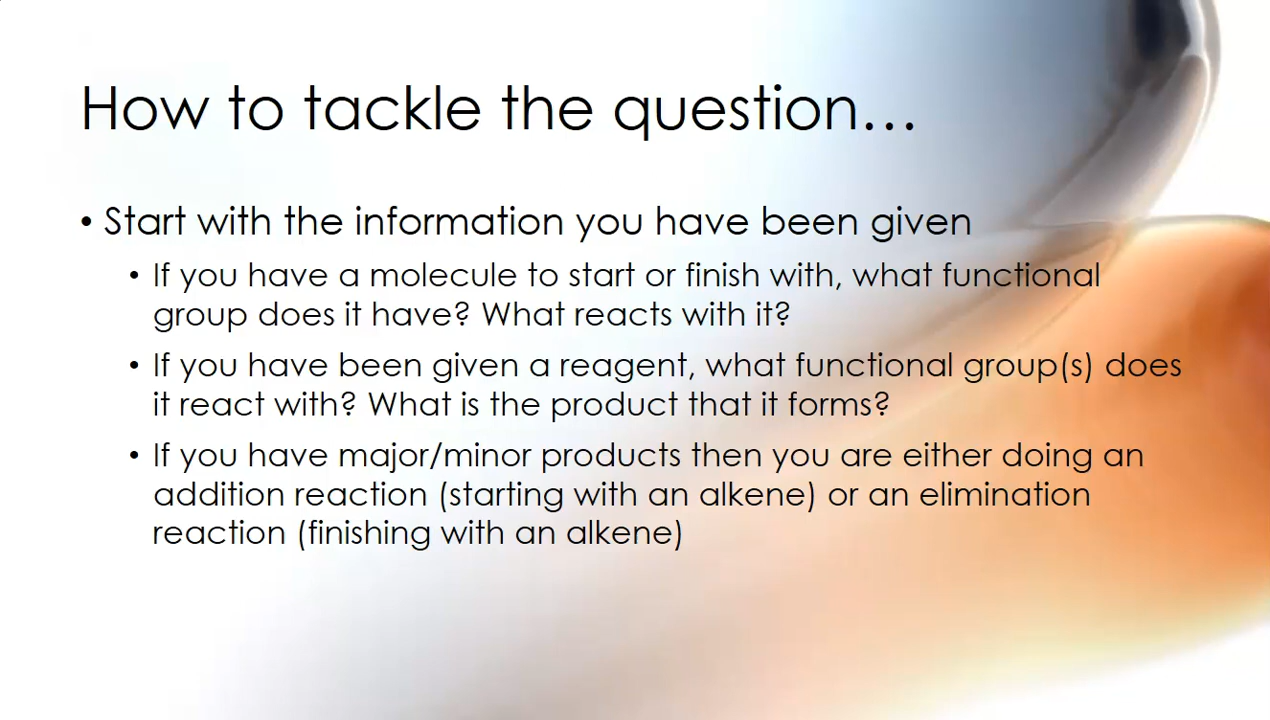 How to tackle the question…
• Start with the information you have been given
• If you have a molecule to start or finish with, what functional
group does it have? What reacts with it?
• If you have been given a reagent, what functional group(s) does
it react with? What is the product that it forms?
• If you have major/minor products then you are either doing an
addition reaction (starting with an alkene) or an elimination
reaction (finishing with an alkene)